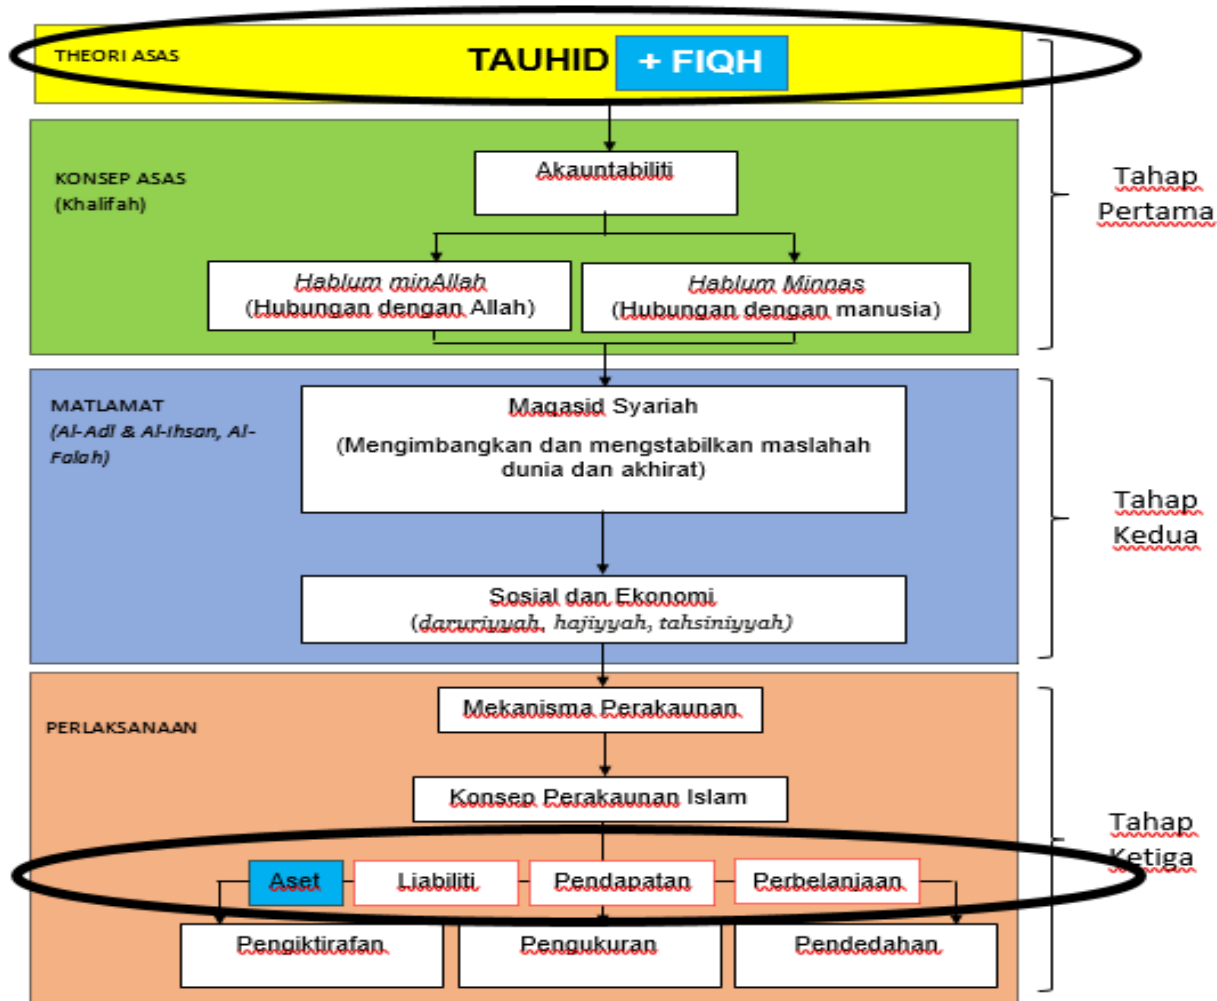 THEORI ASAS
TAUHID + FIQH
KONSEP ASAS
(Khalifah)
Akauntabiliti
Hablum minAllah
(Hubungan dengan Allah)
Hablum Minnas
(Hubungan dengan manusia)
Tahap
Pertama
MATLAMAT
(Al-Adl & Al-Ihsan, Al-
Falah)
Maqasid Syariah
(Mengimbangkan dan mengstabilkan maslahah
dunia dan akhirat)
Sosial dan Ekonomi
(daruriyyah, hajiyyah, tahsiniyyah)
Tahap
Kedua
PERLAKSANAAN
Mekanisma Perakaunan
Konsep Perakaunan Islam
Aset
Liabiliti
Pendapatan
Perbelanjaan
Pengiktirafan
Pengukuran
Pendedahan
Tahap
Ketiga